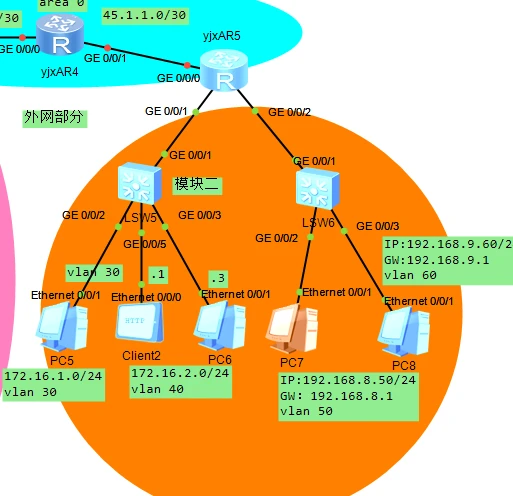 area 0
/30
45.1.1.0/30
GE 0/0/0
R
GE 0/0/1
yjxAR4
yjxAR5
GE 0/0/0
R
GE 0/0/1
GE 0/0/2
外网部分
GE 0/0/1
GE 0/0/1
模块二
LSW5
LSW6
GE 0/0/2
GE 0/0/3
GE 0/0/5
GE 0/0/2
GE 0/0/3
IP:192.168.9.60/2
GW:192.168.9.1
vlan 60
vlan 30
.1
.3
Ethernet 0/0/1
Ethernet 0/0/0
Ethernet 0/0/1
Ethernet 0/0/1
Ethernet 0/0/1
HTTP
PC5
Client2
PC6
PC7
PC8
172.16.1.0/24
vlan 30
172.16.2.0/24
vlan 40
IP:192.168.8.50/24
GW: 192.168.8.1
vlan 50